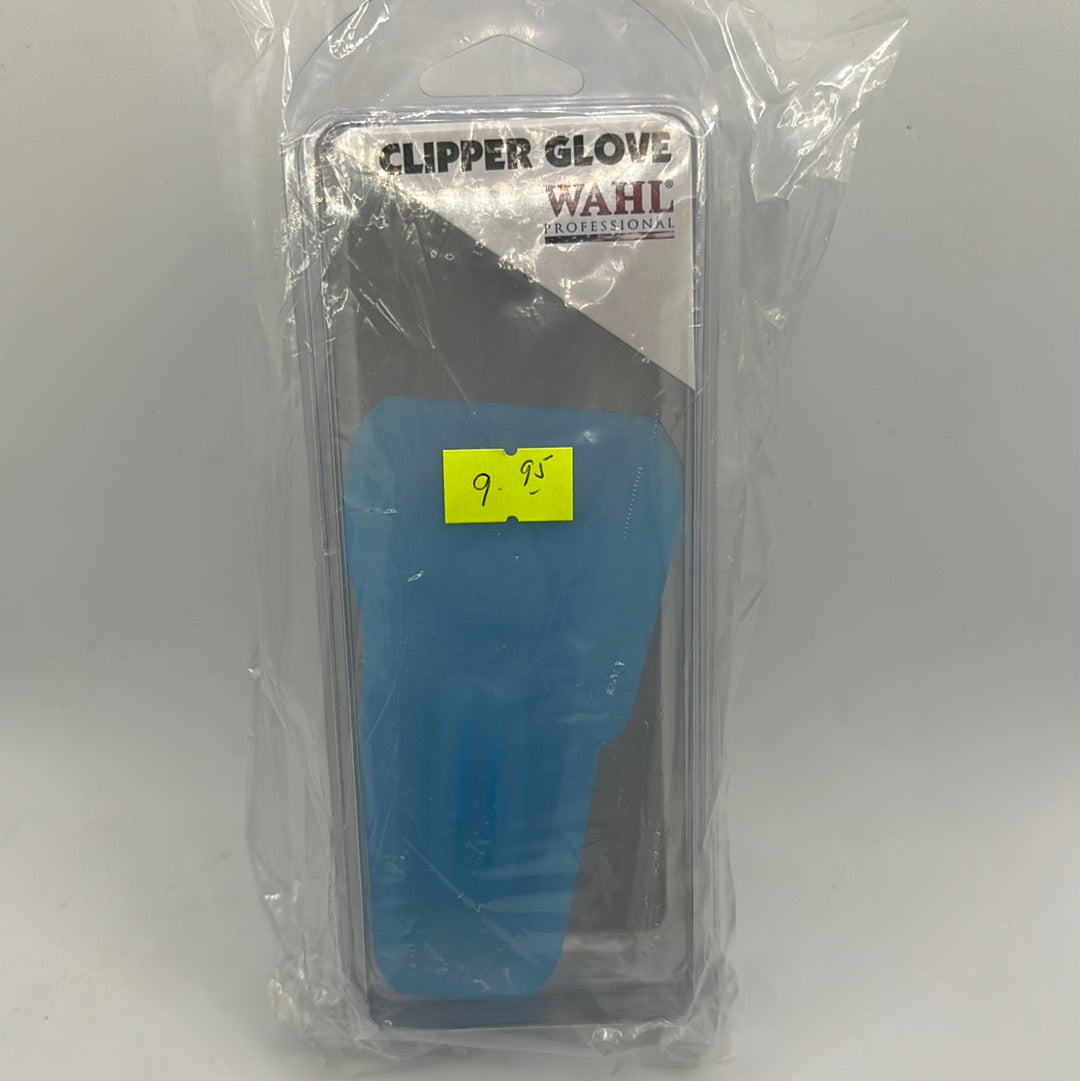 CLIPPER GLOVE
WAHL®
PROFESSIONAL
9.95